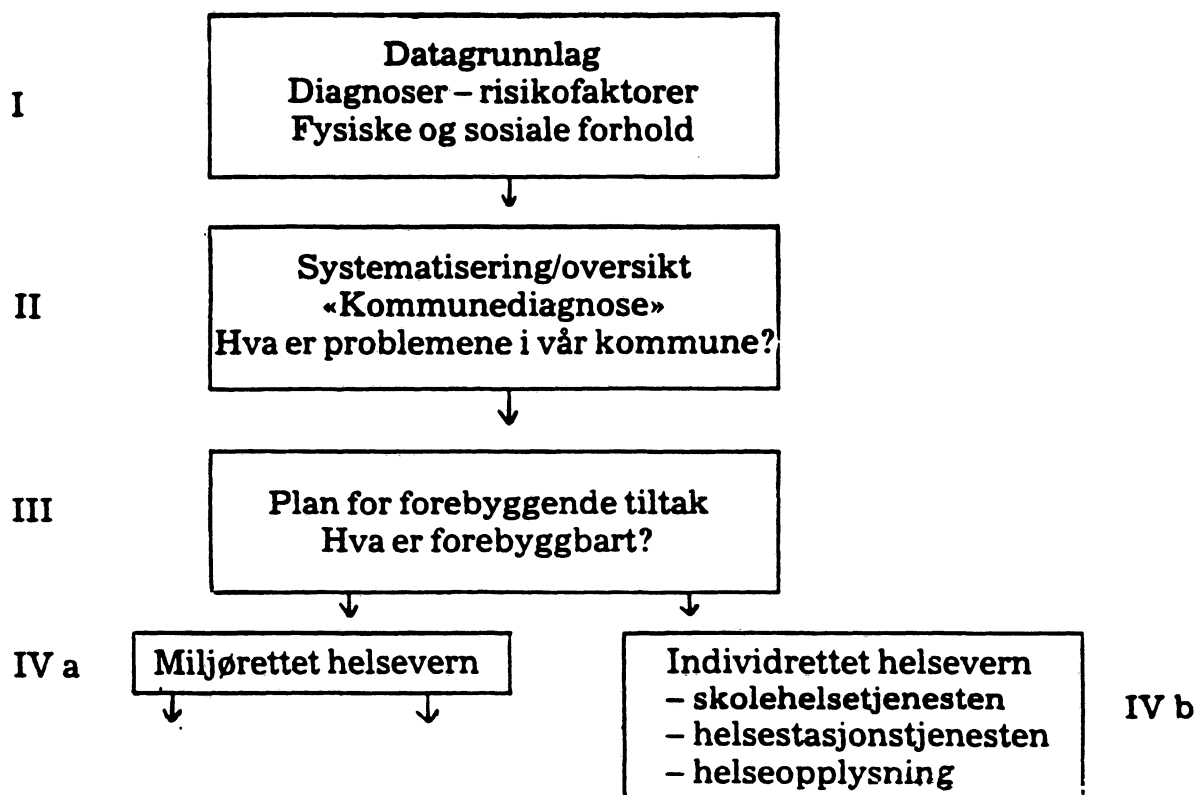 I
Datagrunnlag
Diagnoser – risikofaktorer
Fysiske og sosiale forhold
II
Systematisering/oversikt
«Kommunediagnose»
Hva er problemene i vår kommune?
III
Plan for forebyggende tiltak
Hva er forebyggbart?
IV a
Miljørettet helsevern
Individrettet helsevern
– skolehelsetjenesten
– helsestasjonstjenesten
– helseopplysning
IV b